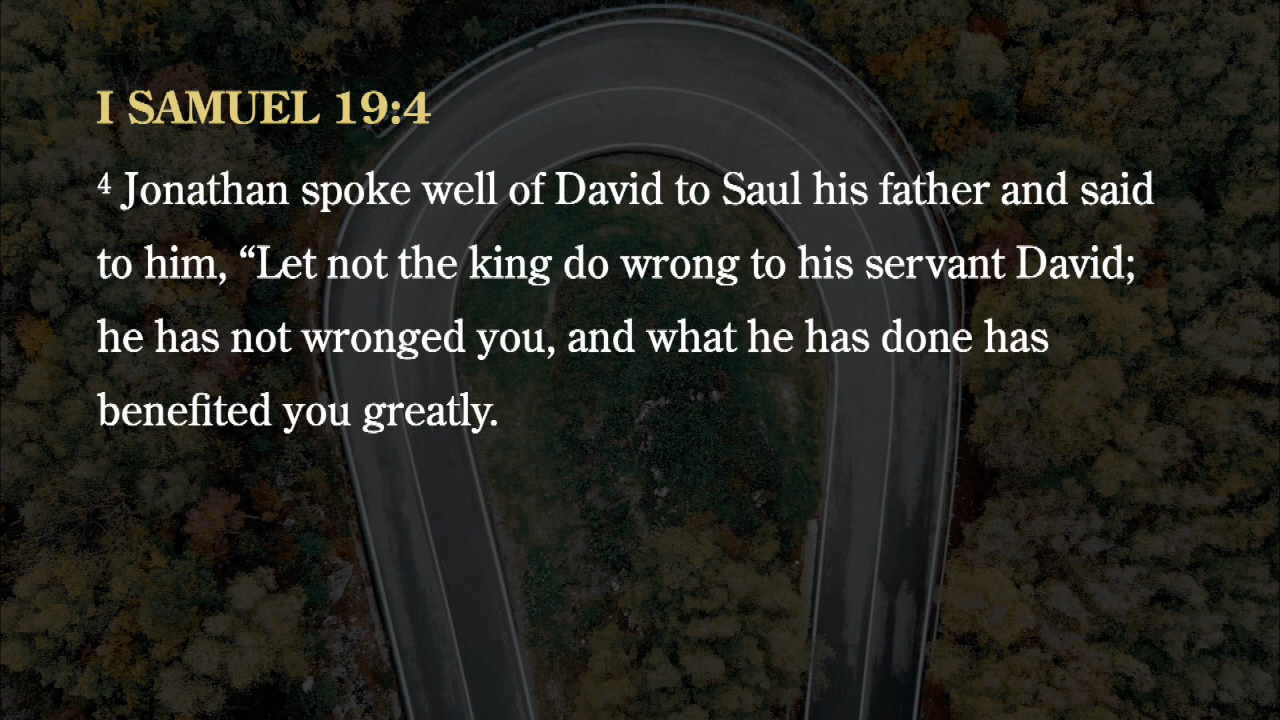 I SAMUEL 19:4
4 Jonathan spoke well of David to Saul his father and said
to him, “Let not the king do wrong to his servant David;
he has not wronged you, and what he has done has
benefited you greatly.